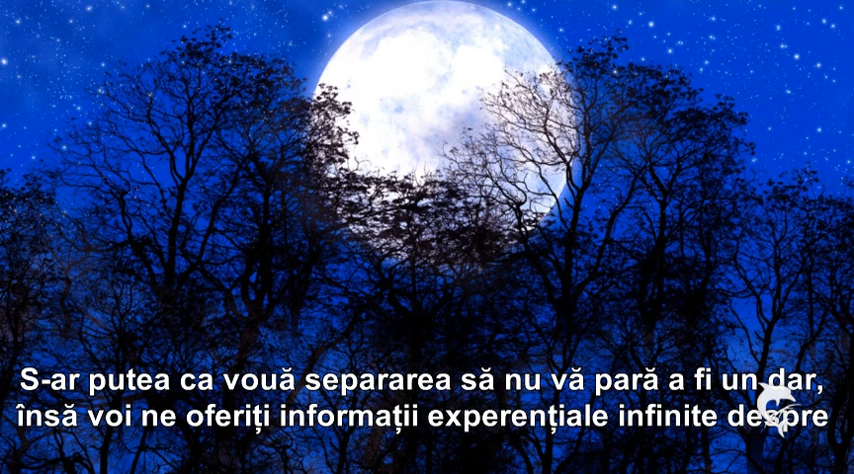 S-ar putea ca vouă separarea să nu vă pară a fi un dar,
însă voi ne oferiți informații experențiale infinite despre